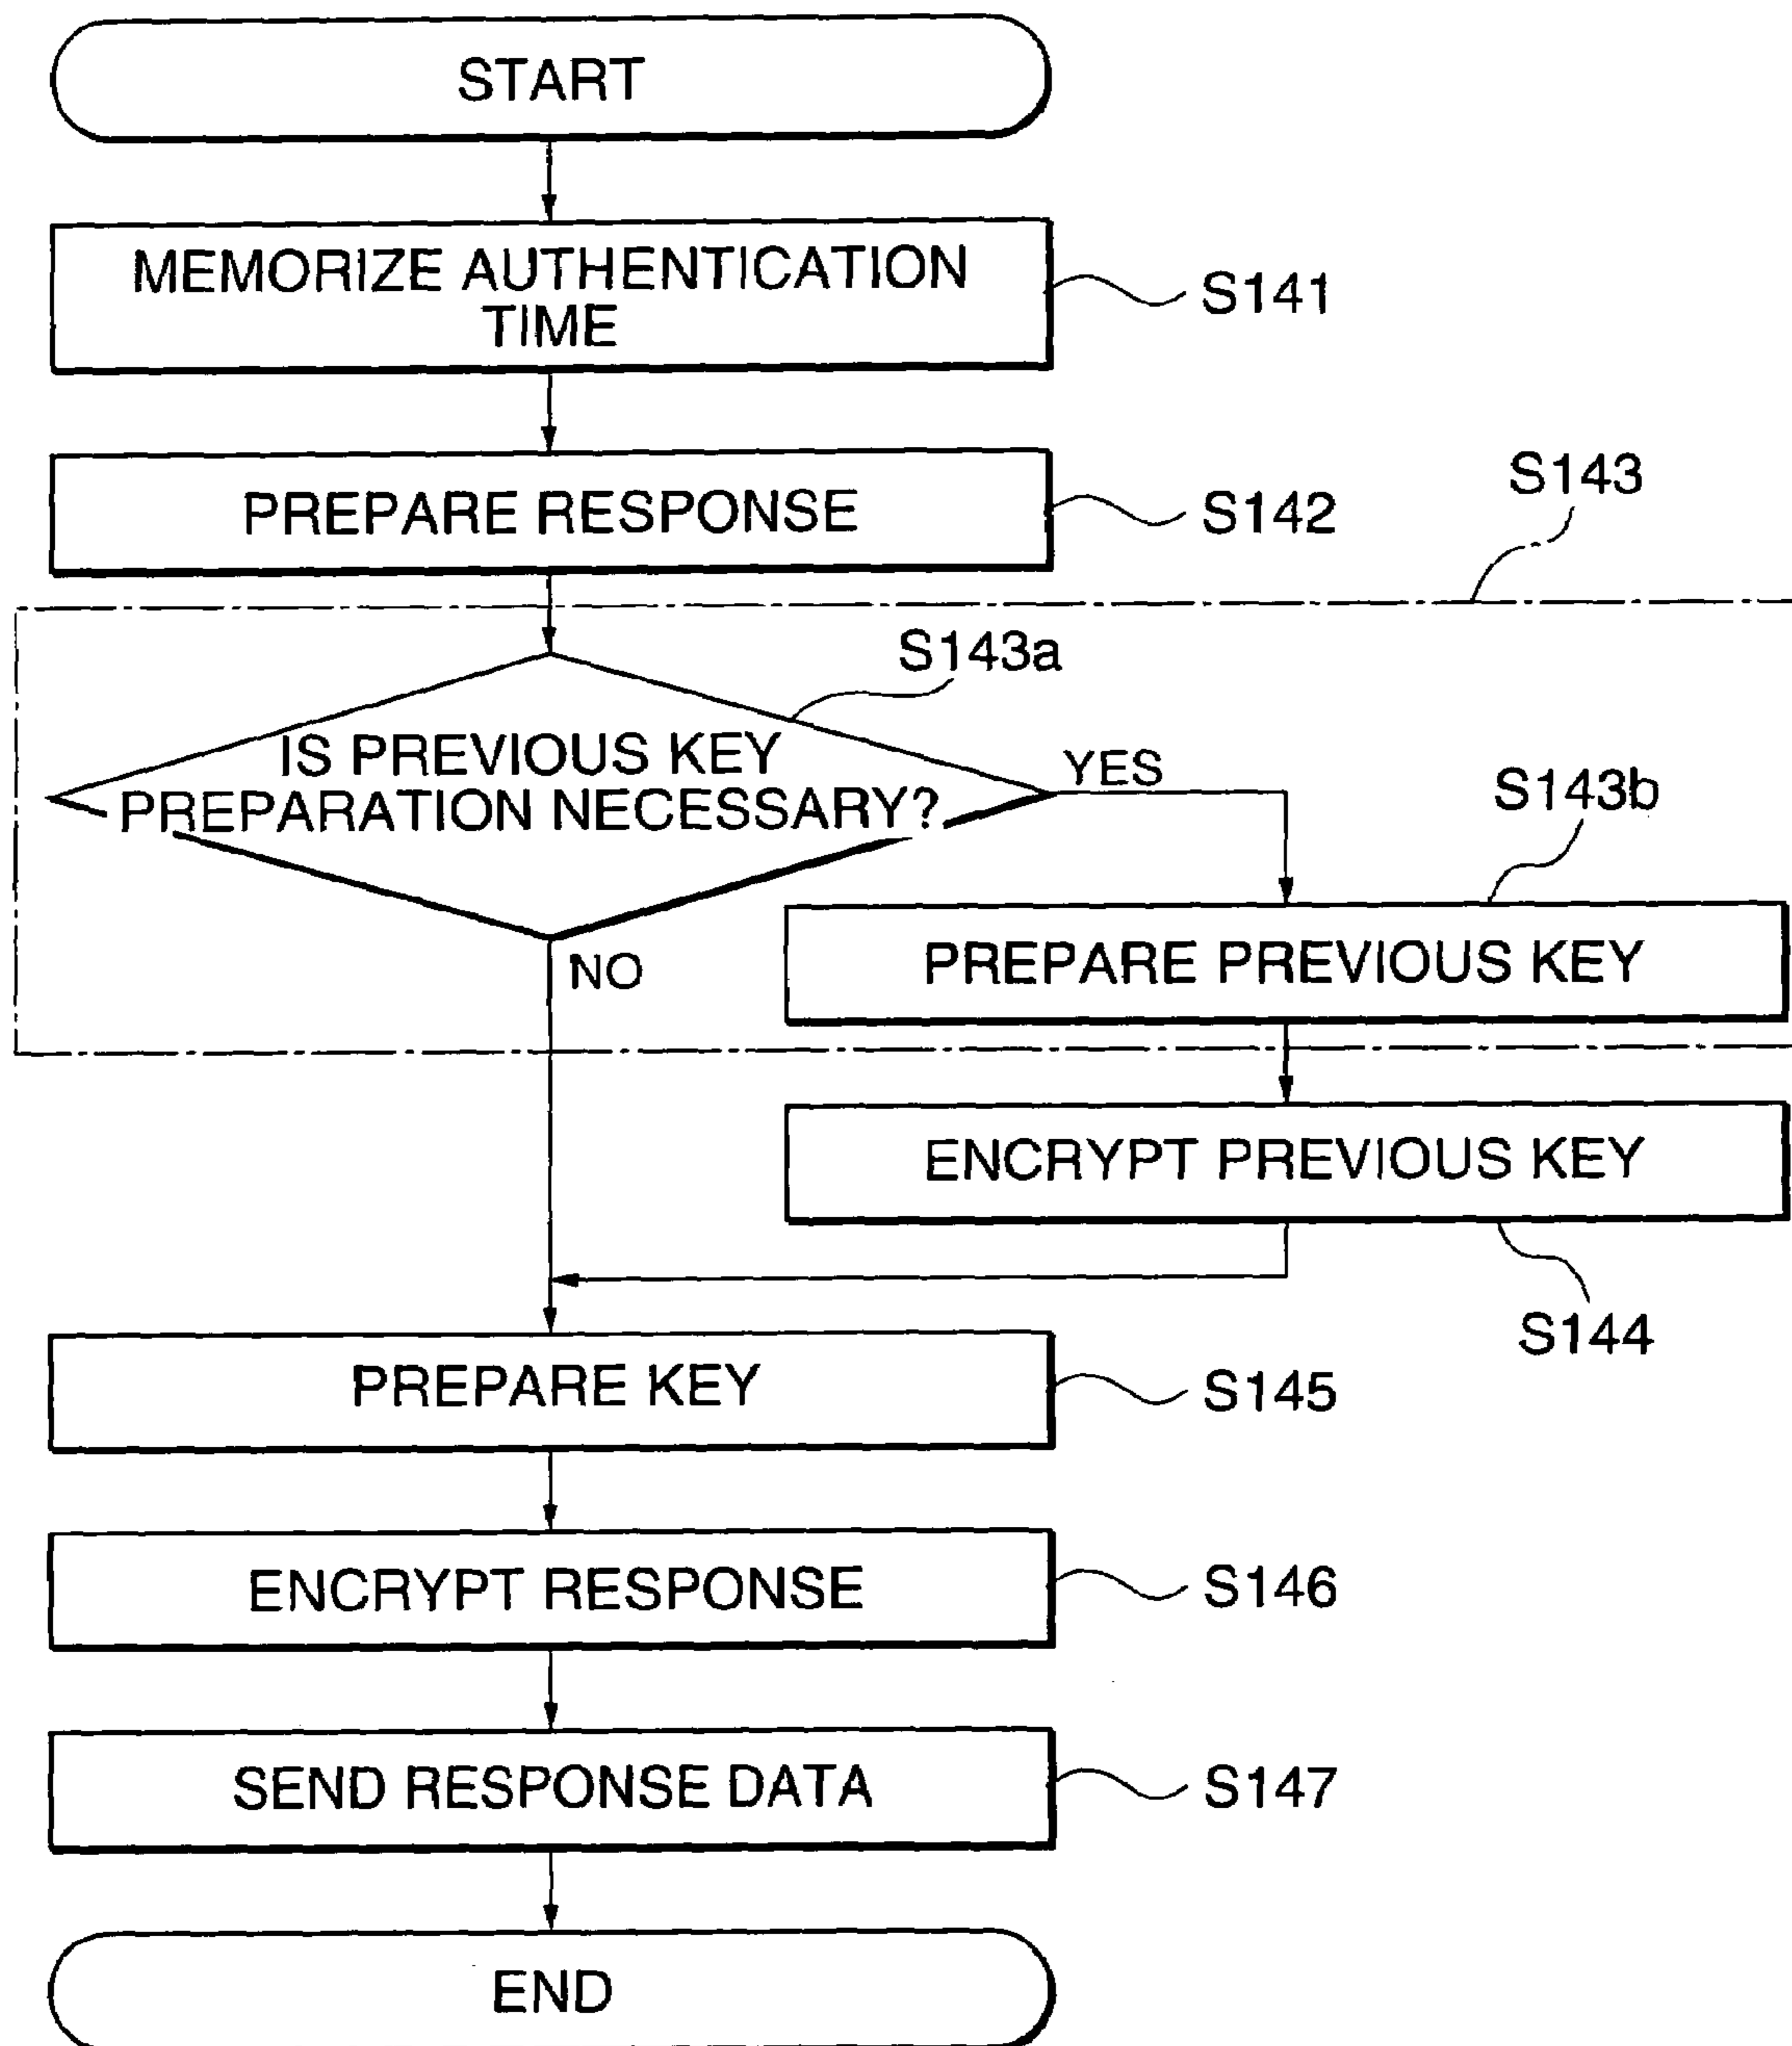 START
MEMORIZE AUTHENTICATION
TIME
S141
PREPARE RESPONSE
S142
S143
S143a
IS PREVIOUS KEY
PREPARATION NECESSARY?
YES
S143b
NO
PREPARE PREVIOUS KEY
ENCRYPT PREVIOUS KEY
S144
PREPARE KEY
S145
ENCRYPT RESPONSE
S146
SEND RESPONSE DATA
S147
END